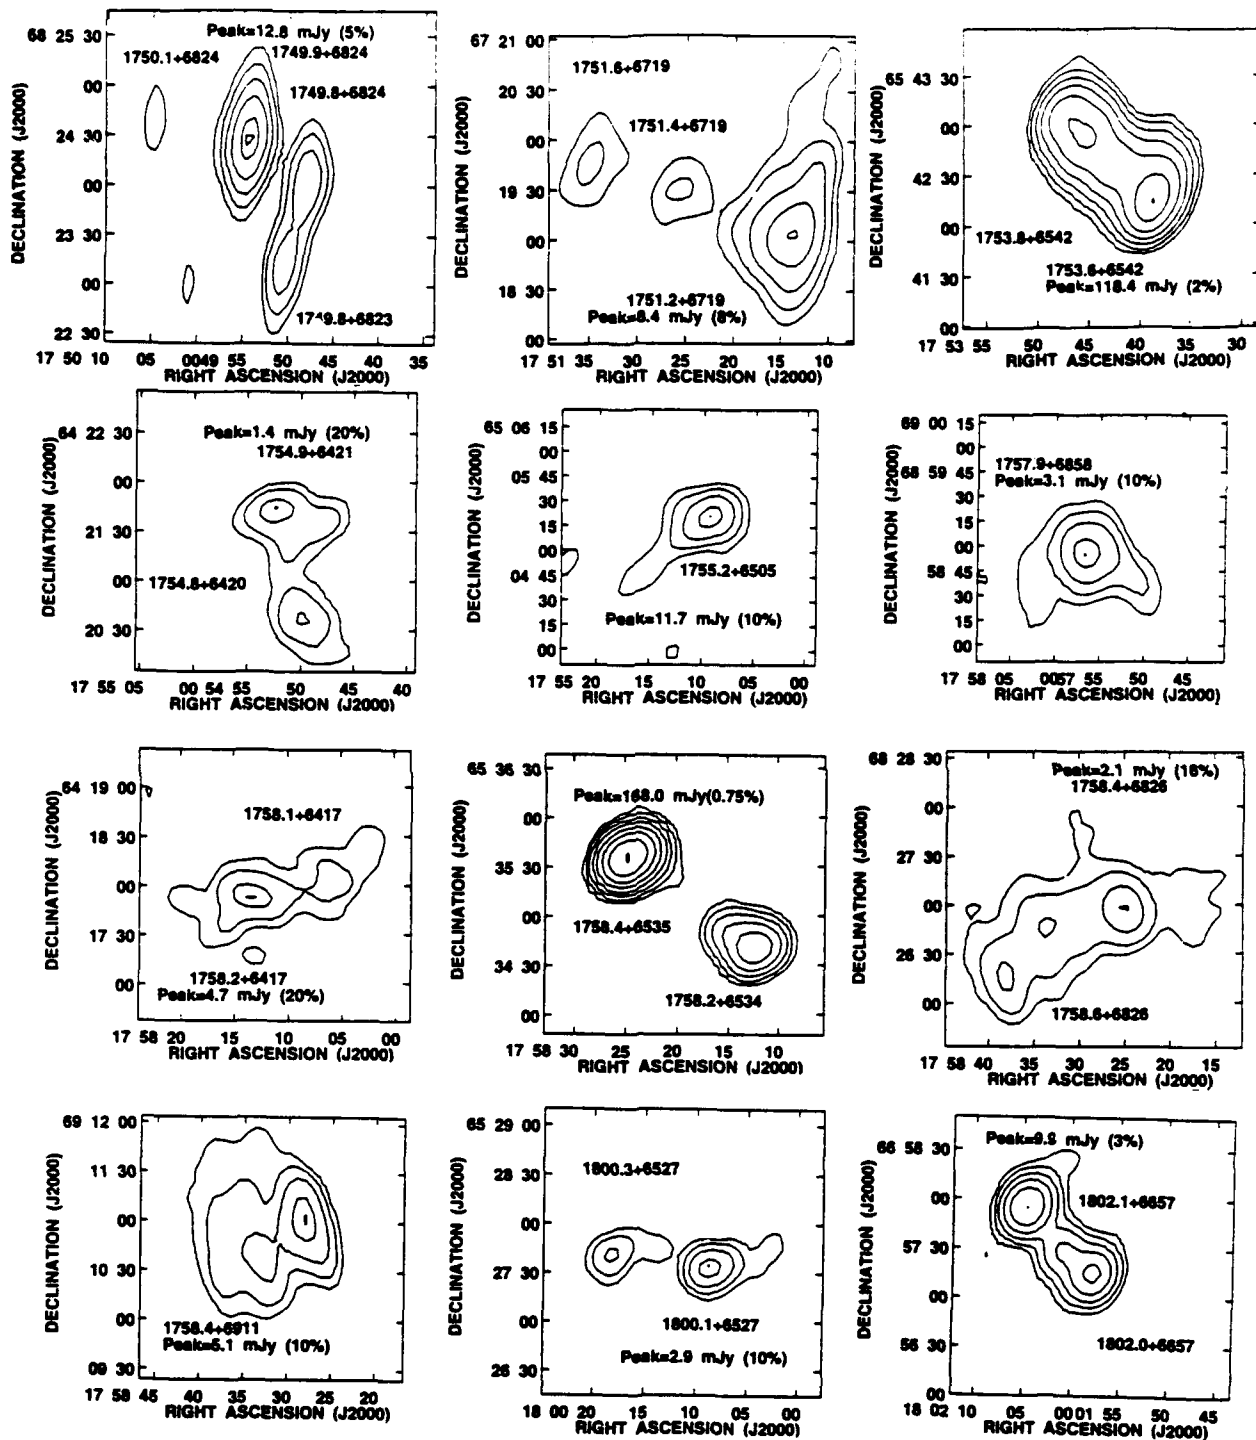 DECLINATION (J2000)
68 25 30
00
24 30
00
23 30
00
22 30
Peak=12.8 mJy (5%)
1750.1+6824
1749.9+6824
1749.8+6824
1749.8+6823
17 50 10 05 0049 55 50 45 40 35
RIGHT ASCENSION (J2000)
DECLINATION (J2000)
67 21 00
20 30
00
19 30
00
18 30
00
1751.6+6719
1751.4+6719
1751.2+6719
Peak=8.4 mJy (8%)
17 51 35 30 25 20 15 10
RIGHT ASCENSION (J2000)
DECLINATION (J2000)
65 43 30
00
42 30
00
41 30
00
1753.8+6542
1753.6+6542
Peak=118.4 mJy (2%)
17 53 55 50 45 40 35 30
RIGHT ASCENSION (J2000)
DECLINATION (J2000)
64 22 30
00
21 30
00
20 30
Peak=1.4 mJy (20%)
1754.9+6421
1754.8+6420
17 55 05 00 54 55 50 45 40
RIGHT ASCENSION (J2000)
DECLINATION (J2000)
65 06 15
00
05 45
30
15
00
04 45
30
15
00
1755.2+6505
Peak=11.7 mJy (10%)
17 55 20 15 10 05 00
RIGHT ASCENSION (J2000)
DECLINATION (J2000)
69 00 15
00
68 59 45
30
15
00
58 45
30
15
00
1757.9+6858
Peak=3.1 mJy (10%)
17 58 05 0057 55 50 45
RIGHT ASCENSION (J2000)
DECLINATION (J2000)
64 19 00
18 30
00
17 30
00
1758.1+6417
1758.2+6417
Peak=4.7 mJy (20%)
17 58 20 15 10 05 00
RIGHT ASCENSION (J2000)
DECLINATION (J2000)
65 36 30
00
35 30
00
34 30
00
Peak=168.0 mJy(0.75%)
1758.4+6535
1758.2+6534
17 58 30 25 20 15 10
RIGHT ASCENSION (J2000)
DECLINATION (J2000)
68 28 30
00
27 30
00
26 30
00
Peak=2.1 mJy (16%)
1758.4+6826
1758.6+6826
17 58 40 35 30 25 20 15
RIGHT ASCENSION (J2000)
DECLINATION (J2000)
69 12 00
11 30
00
10 30
00
09 30
1758.4+6911
Peak=5.1 mJy (10%)
17 58 45 40 35 30 25 20
RIGHT ASCENSION (J2000)
DECLINATION (J2000)
65 29 00
28 30
00
27 30
00
26 30
1800.3+6527
1800.1+6527
Peak=2.9 mJy (10%)
18 00 20 15 10 05 00
RIGHT ASCENSION (J2000)
DECLINATION (J2000)
66 58 30
00
57 30
00
56 30
00
Peak=9.9 mJy (3%)
1802.1+6657
1802.0+6657
18 02 10 05 0001 55 50 45
RIGHT ASCENSION (J2000)